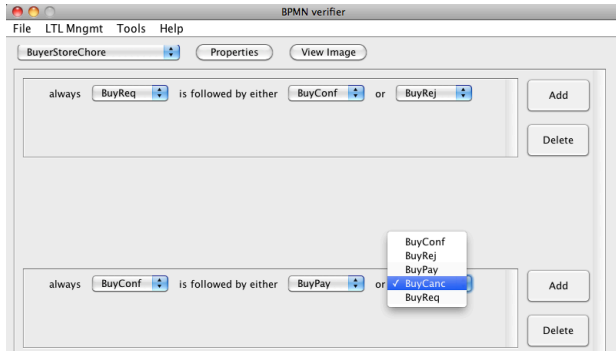 BPMN verifier
File LTL Mngmt Tools Help
BuyerStoreChore Properties View Image
always BuyReq is followed by either BuyConf or BuyRej Add
Delete
BuyConf
BuyRej
BuyPay
always BuyConf is followed by either BuyPay or ✓ BuyCanc Add
BuyReq
Delete